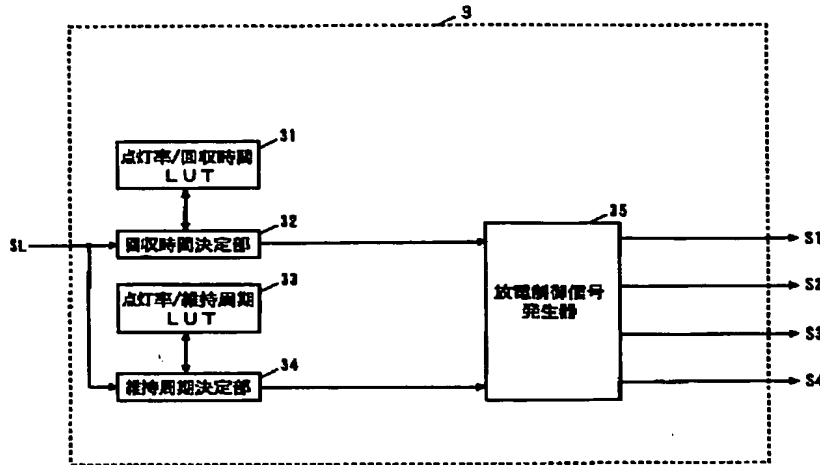 3
31
点灯率/回収時間
LUT
32
SL
回収時間決定部
33
点灯率/維持周期
LUT
34
維持周期決定部
35
放電制御信号
発生器
S1
S2
S3
S4